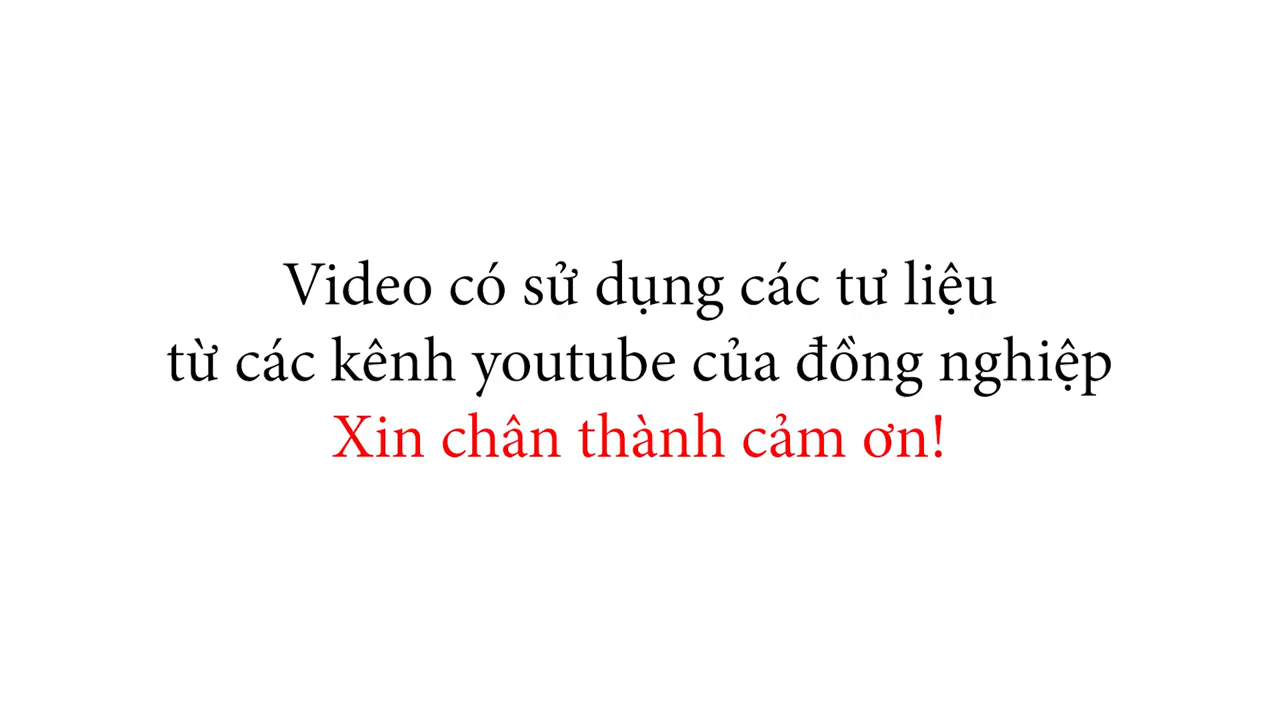 Video có sử dụng các tư liệu
từ các kênh youtube của đồng nghiệp
Xin chân thành cảm ơn!